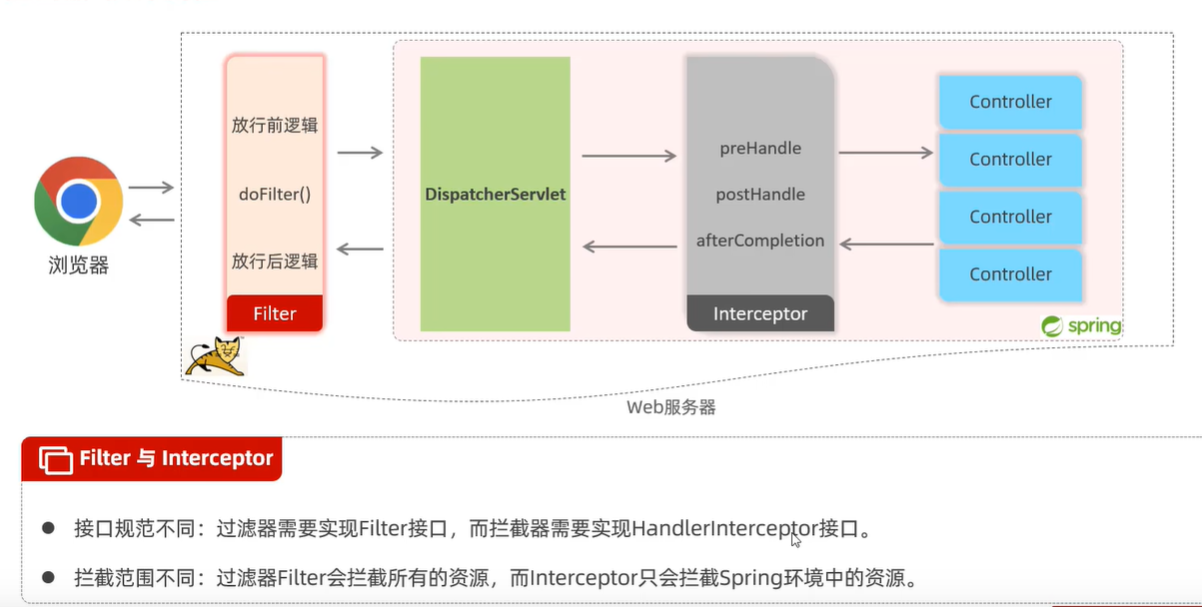 放行前逻辑
doFilter()
放行后逻辑
Filter
DispatcherServlet
preHandle
postHandle
afterCompletion
Interceptor
Controller
Controller
Controller
Controller
spring
浏览器
Web服务器
Filter 与 Interceptor
● 接口规范不同：过滤器需要实现Filter接口，而拦截器需要实现HandlerInterceptor接口。
● 拦截范围不同：过滤器Filter会拦截所有的资源，而Interceptor只会拦截Spring环境中的资源。